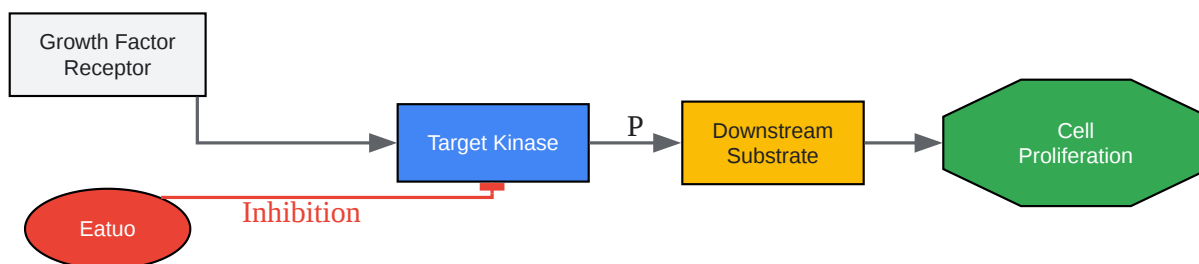 Growth Factor
Receptor
Target Kinase
P
Downstream
Substrate
Cell
Proliferation
Inhibition
Eatuo